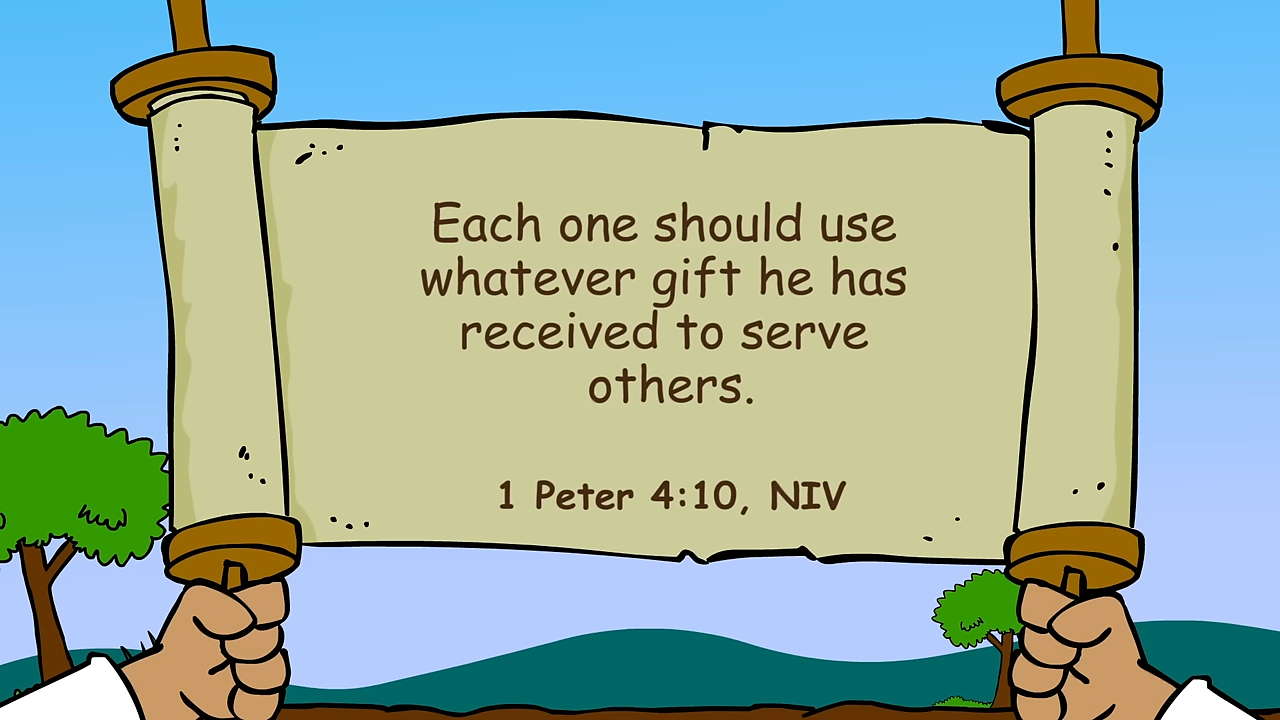 Each one should use
whatever gift he has
received to serve
others.
1 Peter 4:10, NIV